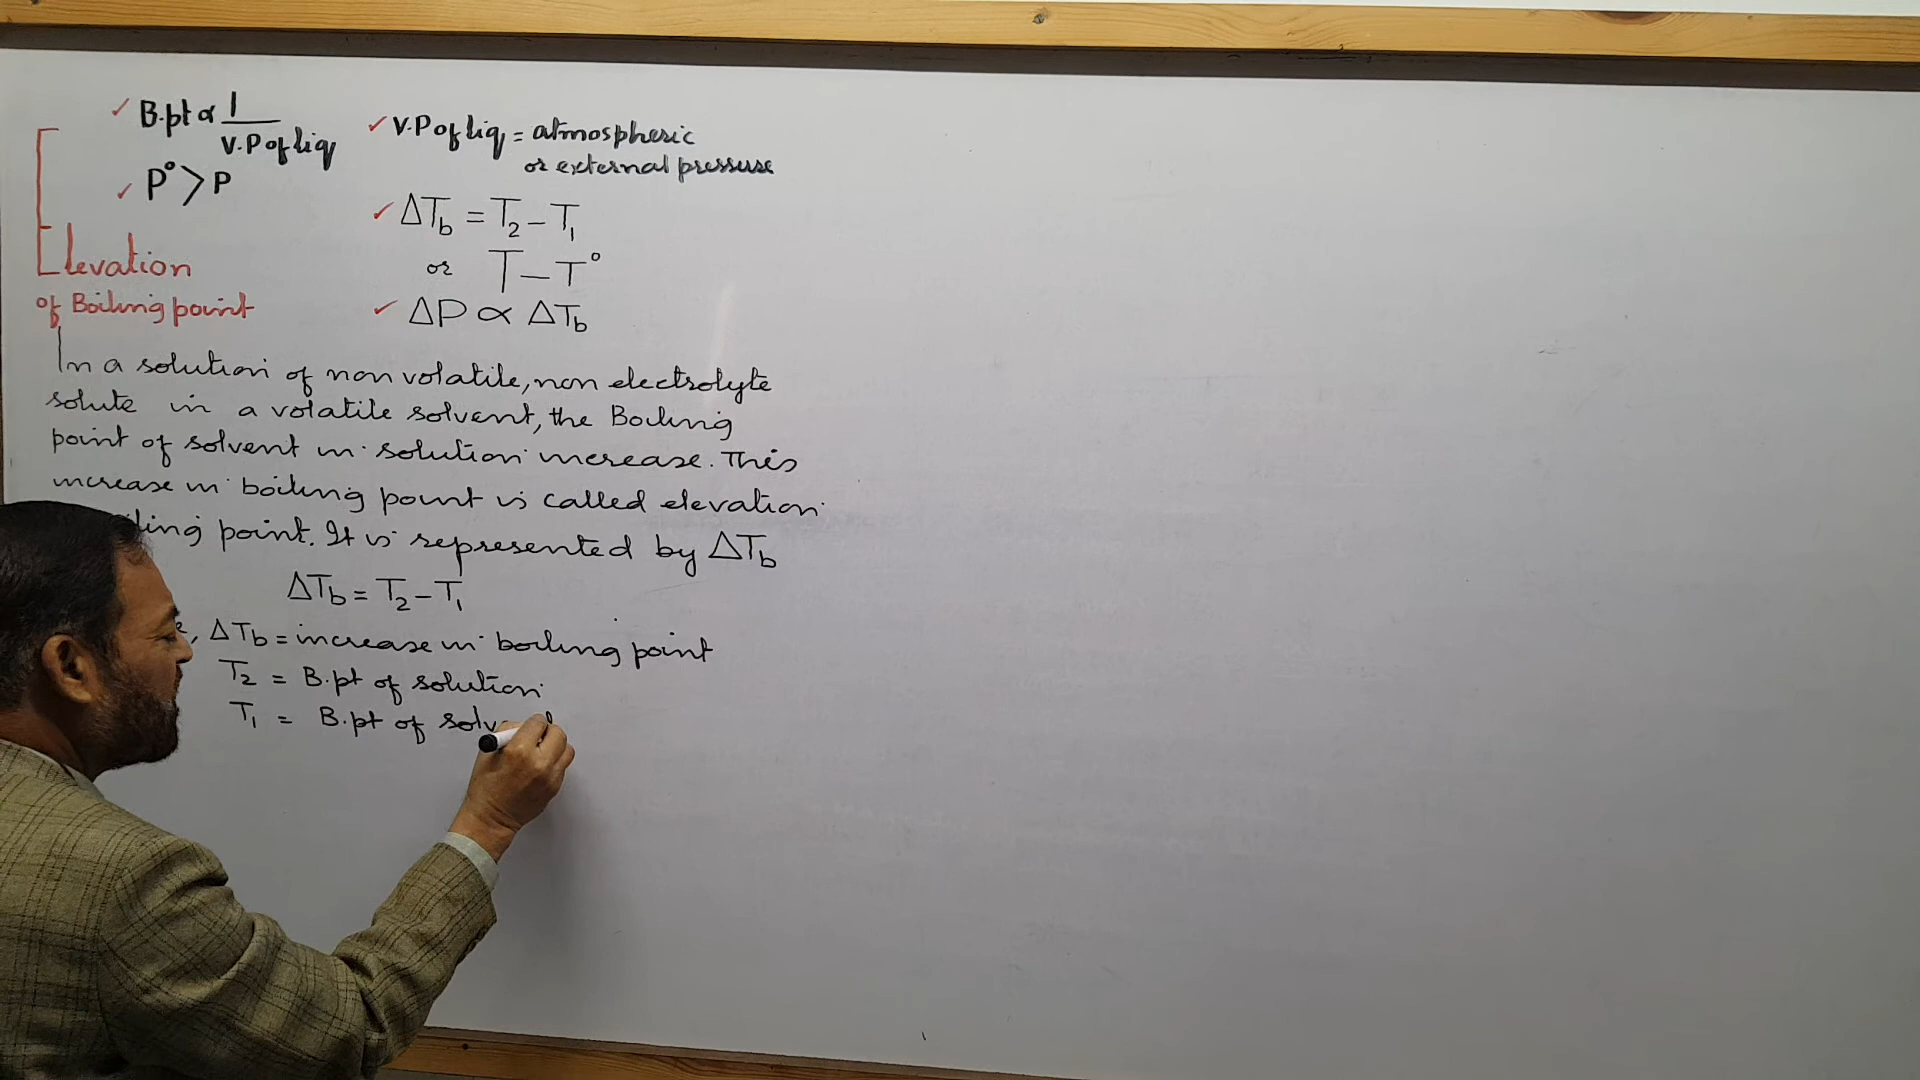 B.pt ∝ 1 / V.P of liq
P° > P
Elevation
of Boiling point
✓ V.P of liq = atmospheric
or external pressure
✓ ΔTb = T2 - T1
or T - T°
✓ ΔP ∝ ΔTb
In a solution of non volatile, non electrolyte
solute in a volatile solvent, the Boiling
point of solvent in solution increase. This
increase in boiling point is called elevation
point. It is represented by ΔTb
ΔTb = T2 - T1
ΔTb = increase in boiling point
T2 = B.pt of solution
T1 = B.pt of